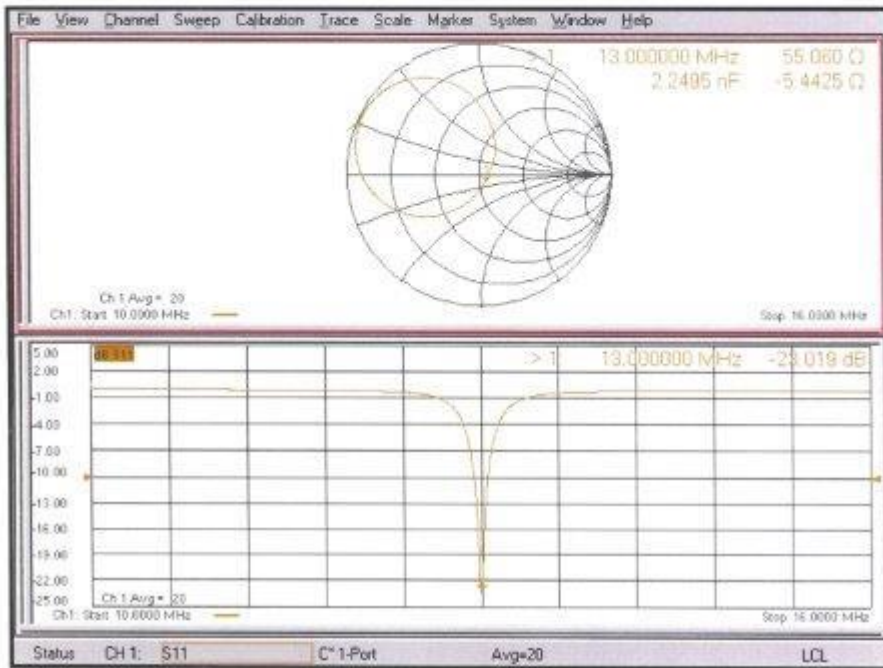 File View Channel Sweep Calibration Trace Scale Marker System Window Help
> 1 13.000000 MHz 55.060 Ω
2.2495 nF -5.4425 Ω
Ch 1 Avg = 20
Ch1: Start 10.0000 MHz
Stop 16.0000 MHz
5.00
dB S11
> 1 13.000000 MHz -23.019 dB
2.00
-1.00
-4.00
-7.00
-10.00
-13.00
-16.00
-19.00
-22.00
-25.00
Ch 1 Avg = 20
Ch1: Start 10.0000 MHz
Stop 16.0000 MHz
Status CH 1: S11 C* 1-Port Avg=20 LCL